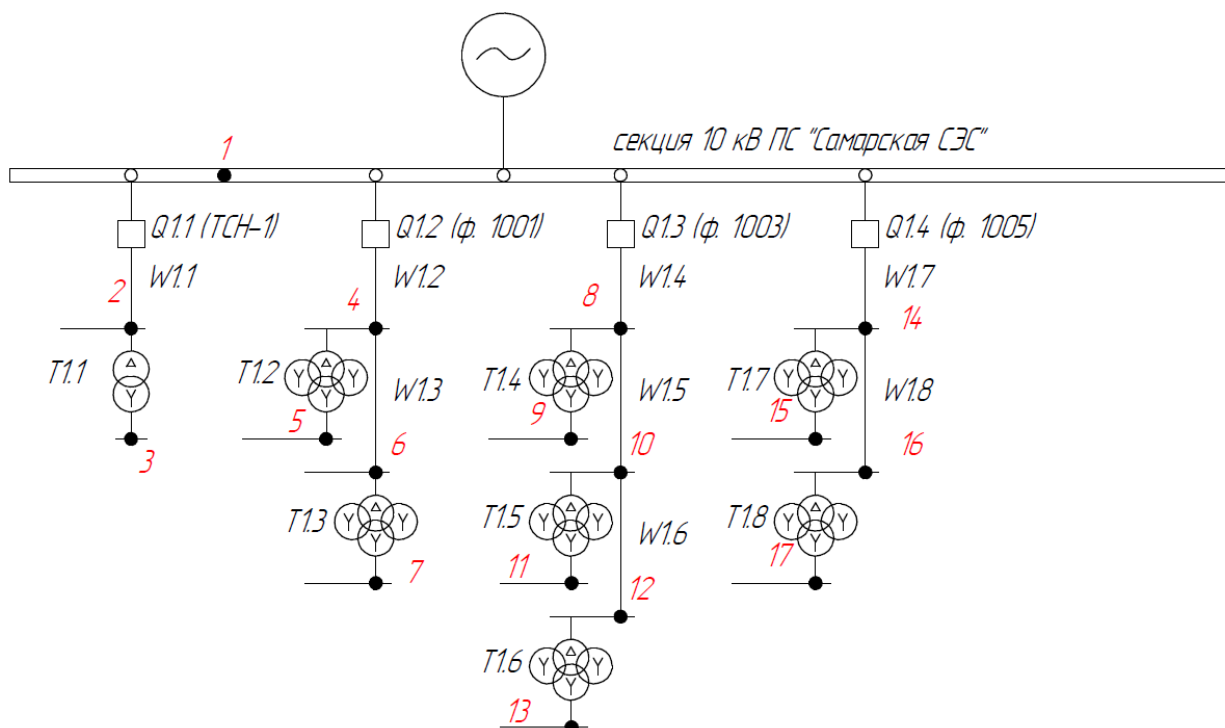 секция 10 кВ ПС "Самарская СЭС"
1
Q1.1 (ТСН-1)
Q1.2 (ф. 1001)
Q1.3 (ф. 1003)
Q1.4 (ф. 1005)
W1.1
W1.2
W1.4
W1.7
2
4
8
14
T1.1
Δ
Y
T1.2
Y
Δ
Y
Y
W1.3
T1.4
Y
Δ
Y
Y
W1.5
T1.7
Y
Δ
Y
Y
W1.8
3
5
9
15
6
10
16
T1.3
Y
Δ
Y
Y
T1.5
Y
Δ
Y
Y
W1.6
T1.8
Y
Δ
Y
Y
7
11
17
12
T1.6
Y
Δ
Y
Y
13